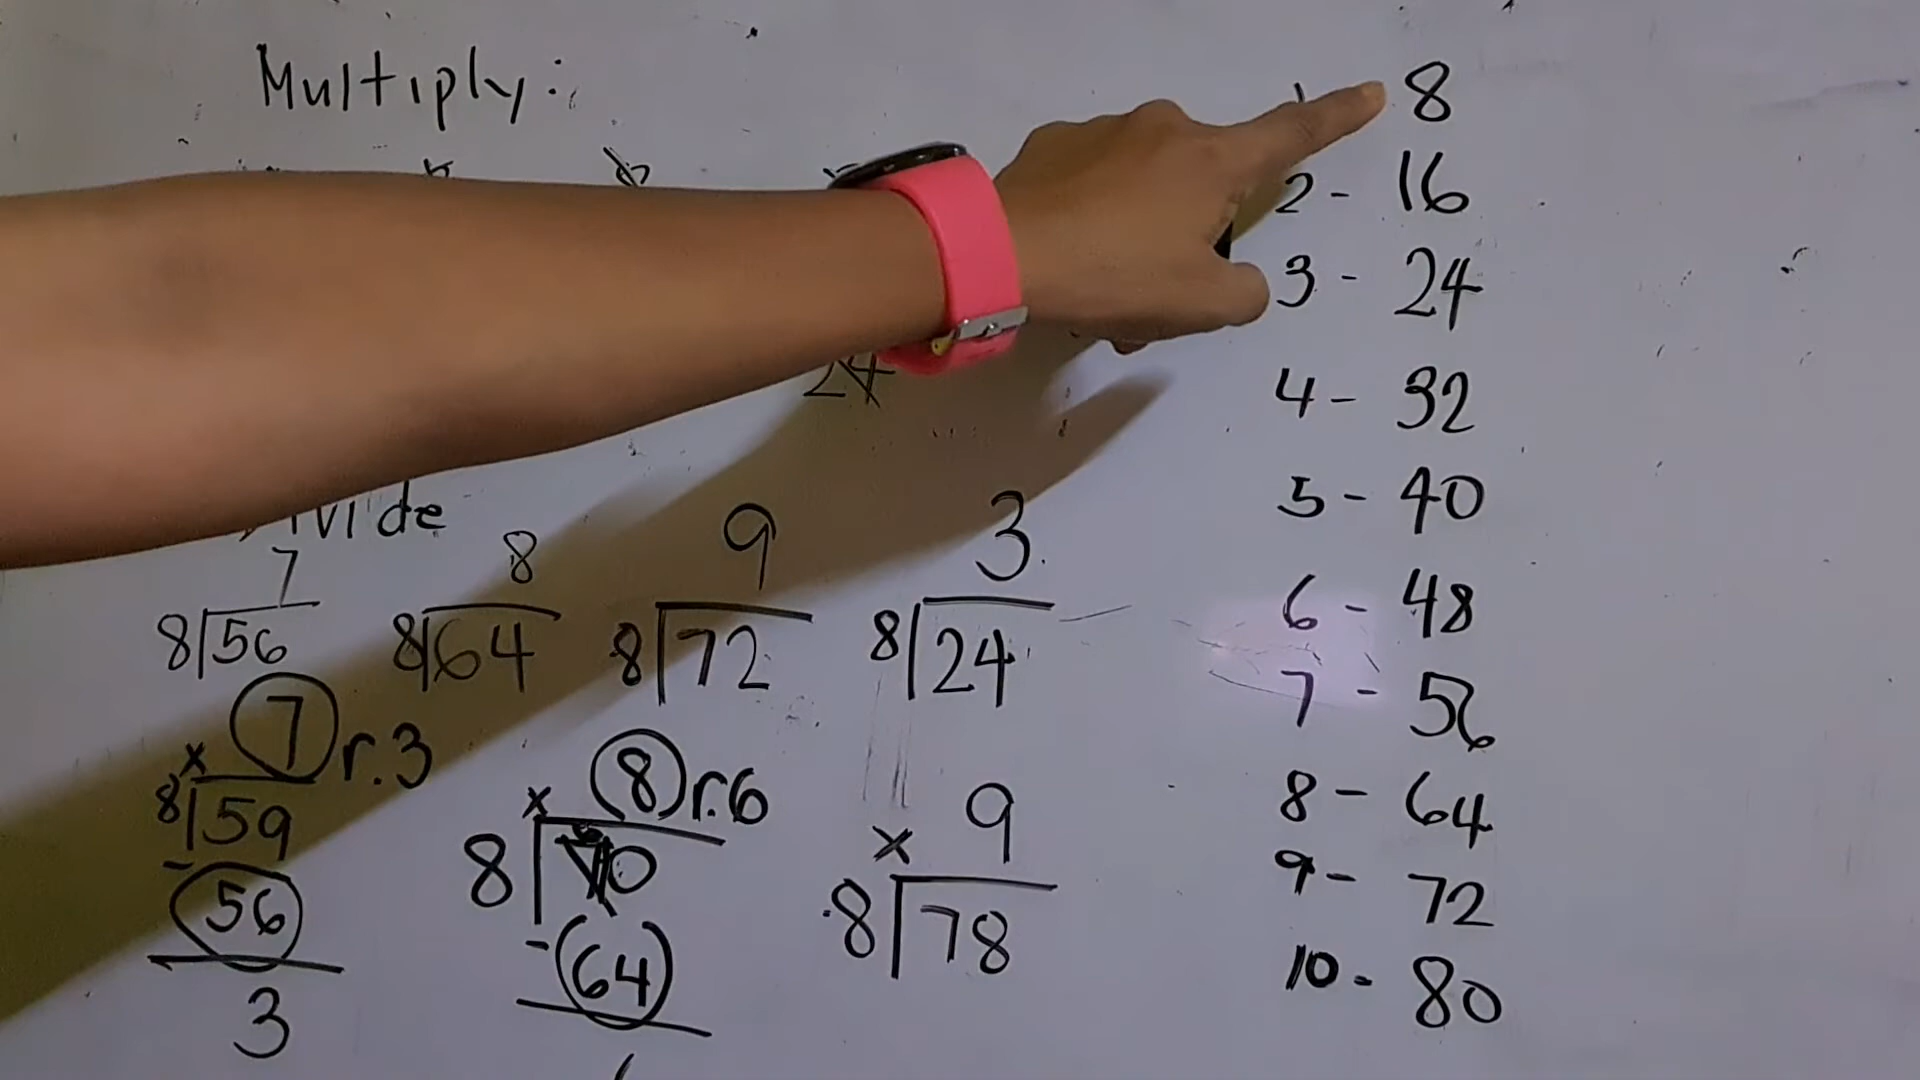 Multiply:
24
ivide
7
8|56
8
8|64
9
8|72
3
8|24
x 7 r.3
8|59
- 56
3
x 8 r.6
8|70
- 64
x 9
8|78
8
2 - 16
3 - 24
4 - 32
5 - 40
6 - 48
7 - 56
8 - 64
9 - 72
10 - 80